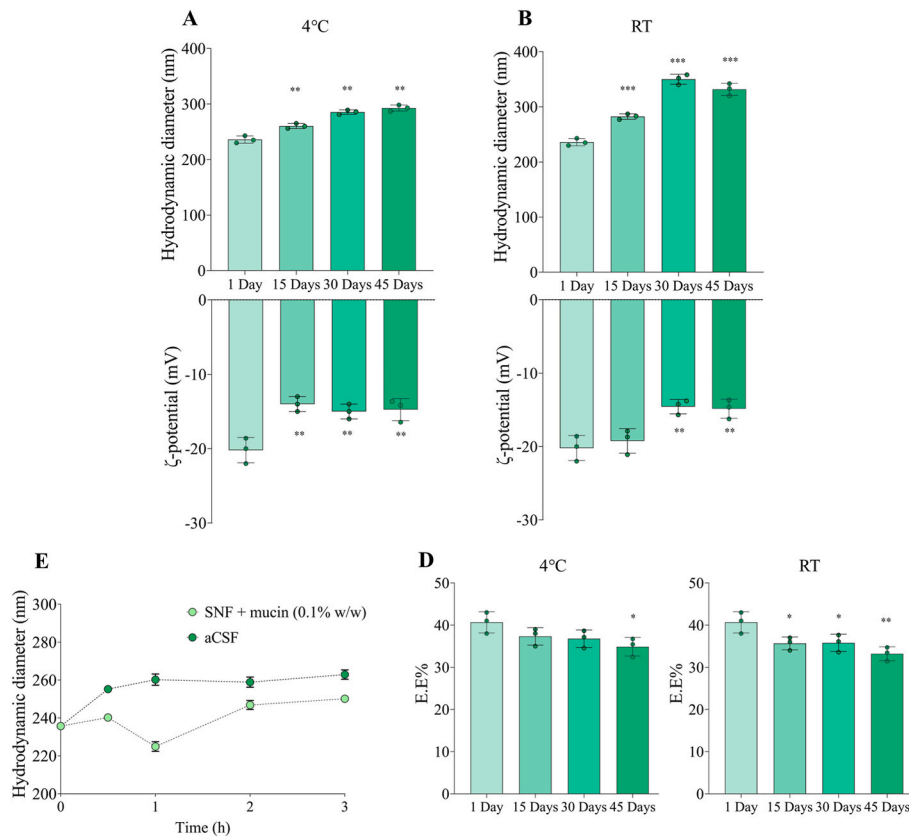 A
4°C
Hydrodynamic diameter (nm)
400
300
200
100
0
** ** **
1 Day 15 Days 30 Days 45 Days
ζ-potential (mV)
0
-10
-20
-30
** ** **
B
RT
Hydrodynamic diameter (nm)
400
300
200
100
0
*** *** ***
1 Day 15 Days 30 Days 45 Days
ζ-potential (mV)
0
-10
-20
-30
** **
E
Hydrodynamic diameter (nm)
300
280
260
240
220
200
SNF + mucin (0.1% w/w)
aCSF
0 1 2 3
Time (h)
D
4°C
E.E%
50
40
30
20
10
0
*
1 Day 15 Days 30 Days 45 Days
RT
E.E%
50
40
30
20
10
0
* * **
1 Day 15 Days 30 Days 45 Days